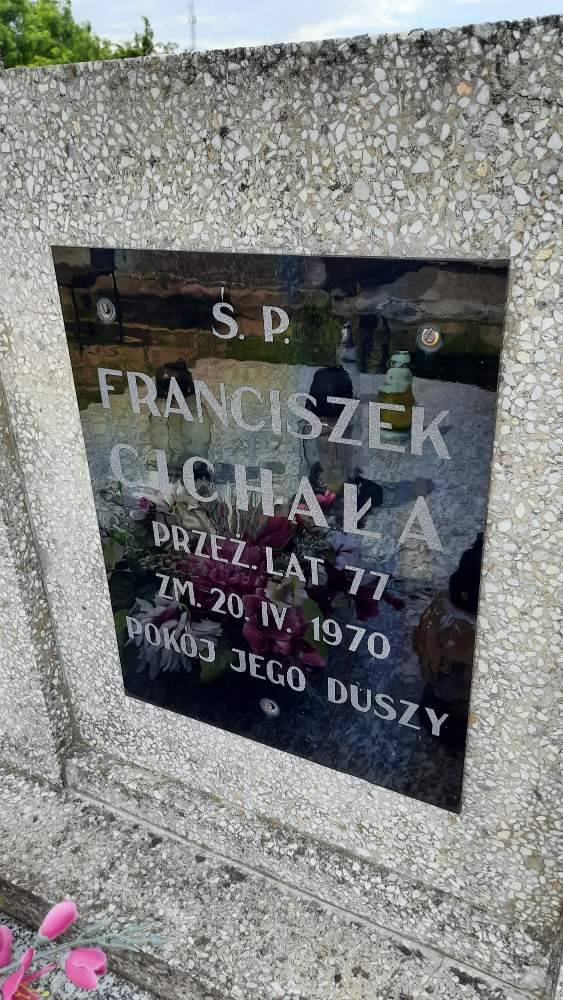 Ś. P.
FRANCISZEK
CICHAŁA
PRZEŻ. LAT 77
ZM. 20. IV. 1970
POKÓJ JEGO DUSZY